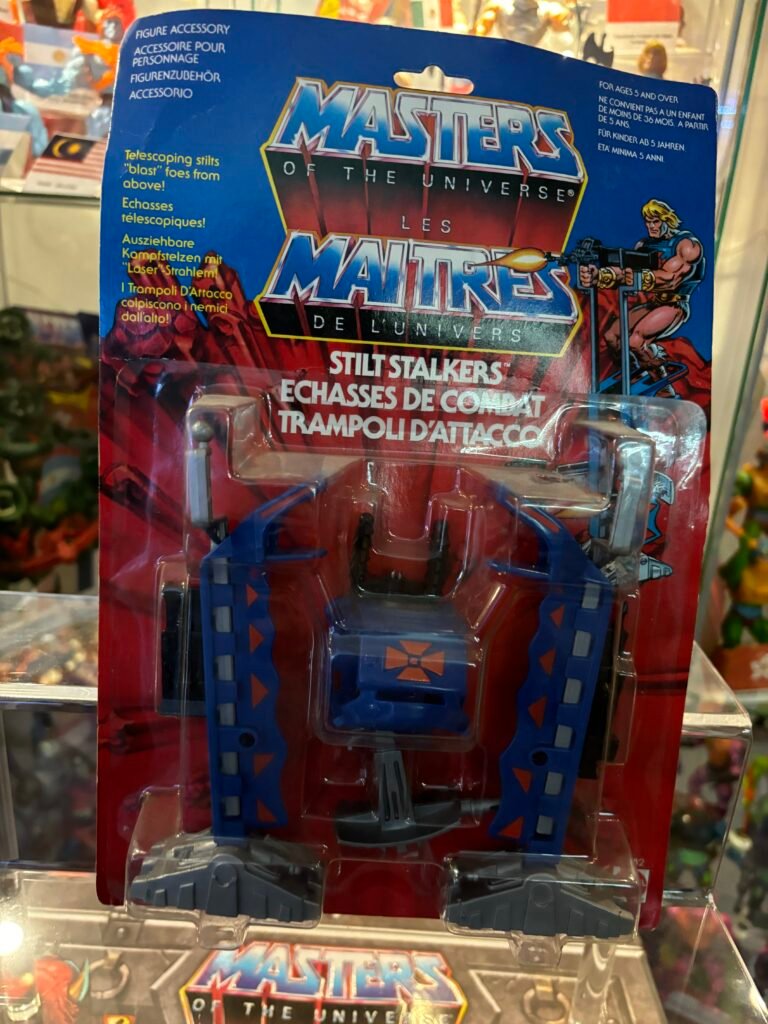 FIGURE ACCESSORY
ACCESSOIRE POUR
PERSONNAGE
FIGURENZUBEHÖR
ACCESSORIO
FOR AGES 5 AND OVER
NE CONVIENT PAS A UN ENFANT
DE MOINS DE 36 MOIS. A PARTIR
DE 5 ANS
FÜR KINDER AB 5 JAHREN
ETA MINIMA 5 ANNI
MASTERS
OF THE UNIVERSE®
LES
MAITRES
DE L'UNIVERS
Telescoping stilts
"blast" foes from
above!
Echasses
télescopiques!
Ausziehbare
Kampfstelzen mit
"Laser"-Strahlem!
I Trampoli D'Attacco
colpiscono i nemici
dall'alto!
STILT STALKERS™
ECHASSES DE COMBAT
TRAMPOLI D'ATTACCO
MASTERS
OF THE UNIVERSE